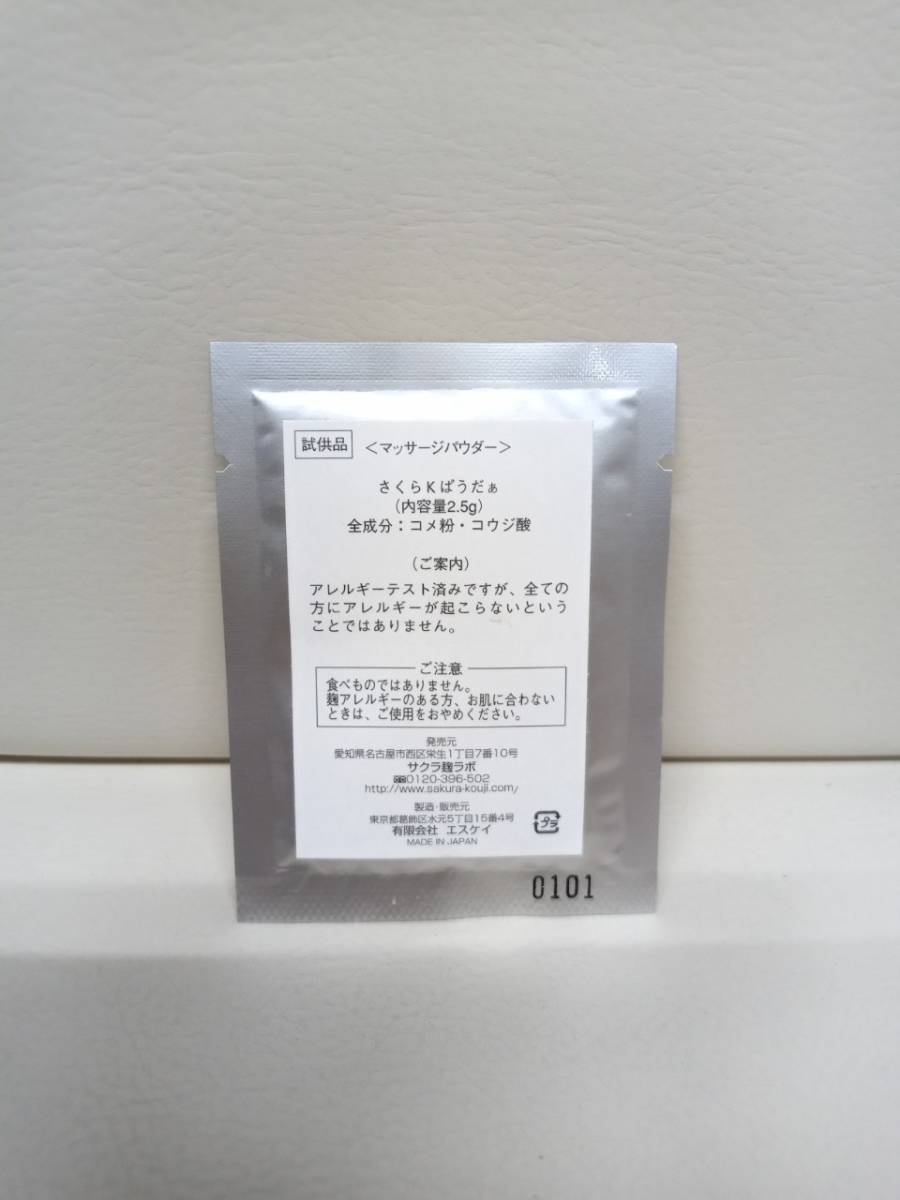 試供品 <マッサージパウダー>
さくらKぱうだぁ
(内容量2.5g)
全成分：コメ粉・コウジ酸
(ご案内)
アレルギーテスト済みですが、全ての
方にアレルギーが起こらないという
ことではありません。
ご注意
食べものではありません。
麹アレルギーのある方、お肌に合わない
ときは、ご使用をおやめください。
発売元
愛知県名古屋市西区栄生1丁目7番10号
サクラ麹ラボ
0120-396-502
http://www.sakura-kouji.com/
製造・販売元
東京都葛飾区水元5丁目15番4号
有限会社 エスケイ
MADE IN JAPAN
プラ
0101